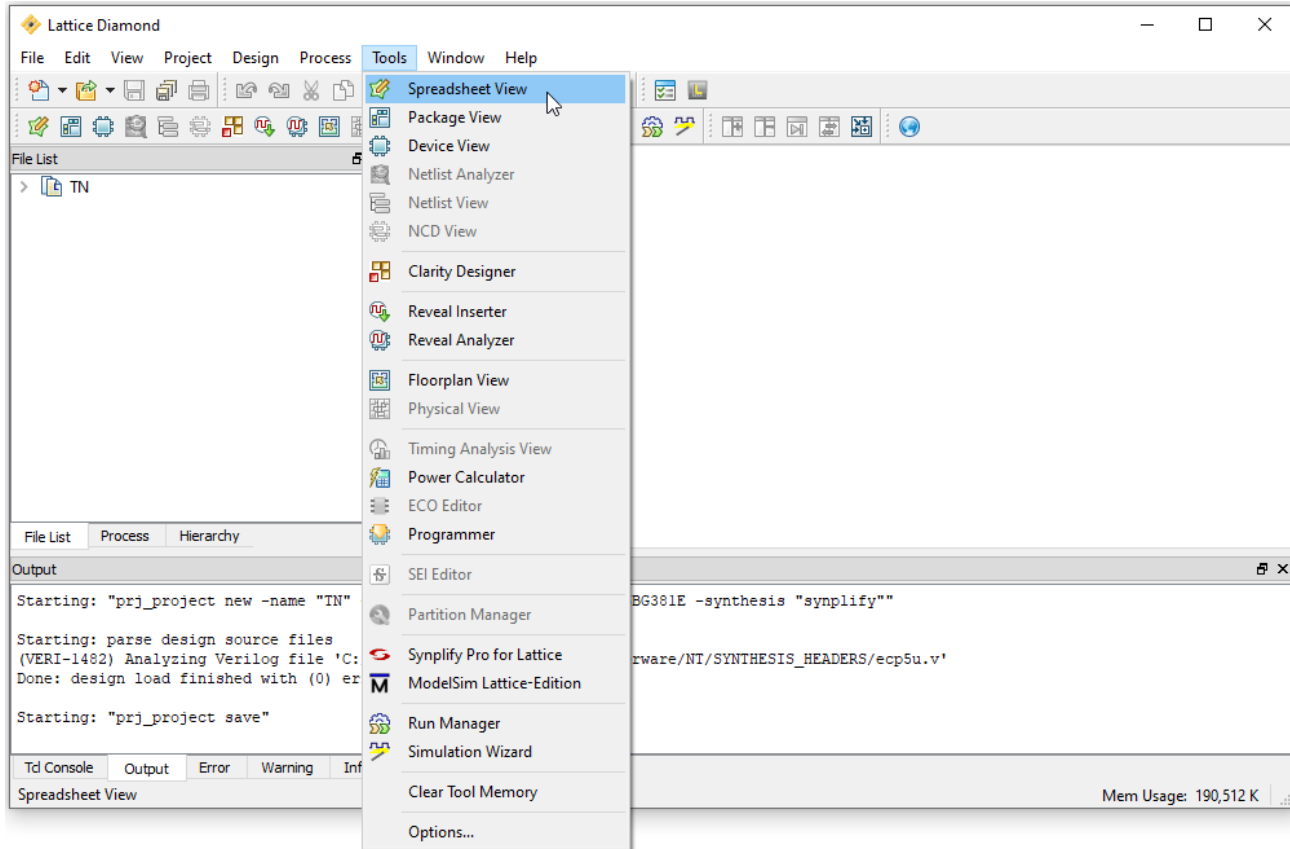 Lattice Diamond
File Edit View Project Design Process Tools Window Help
Spreadsheet View
Package View
Device View
Netlist Analyzer
Netlist View
NCD View
Clarity Designer
Reveal Inserter
Reveal Analyzer
Floorplan View
Physical View
Timing Analysis View
Power Calculator
ECO Editor
Programmer
SEI Editor
Partition Manager
Synplify Pro for Lattice
ModelSim Lattice-Edition
Run Manager
Simulation Wizard
Clear Tool Memory
Options...
File List
TN
File List Process Hierarchy
Output
Starting: "prj_project new -name "TN" BG381E -synthesis "synplify""
Starting: parse design source files
(VERI-1482) Analyzing Verilog file 'C: rware/NT/SYNTHESIS_HEADERS/ecp5u.v'
Done: design load finished with (0) er
Starting: "prj_project save"
Tcl Console Output Error Warning Inf
Spreadsheet View Mem Usage: 190,512 K